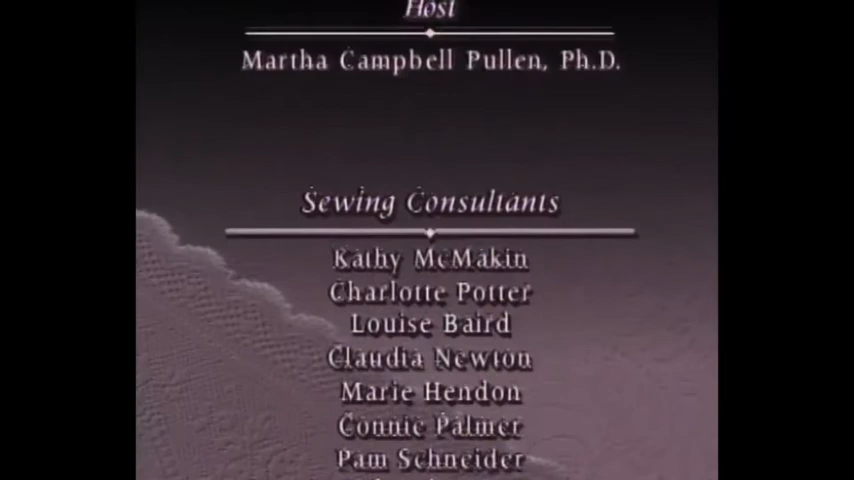 Host
Martha Campbell Pullen, Ph.D.
Sewing Consultants
Kathy McMakin
Charlotte Potter
Louise Baird
Claudia Newton
Marie Hendon
Connie Palmer
Pam Schneider